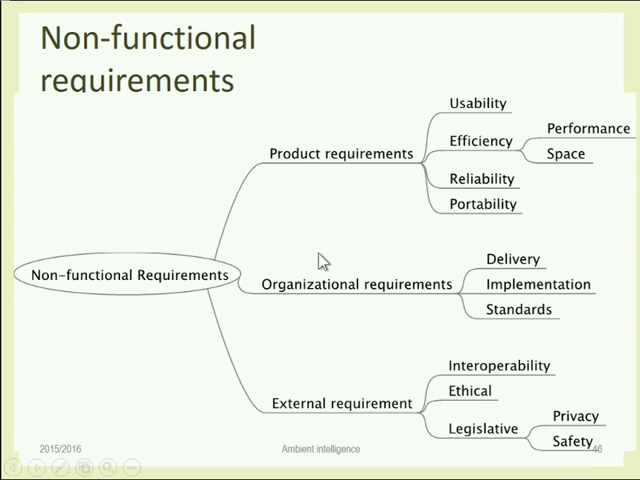 Non-functional
requirements
Usability
Performance
Efficiency
Product requirements
Space
Reliability
Portability
Delivery
Non-functional Requirements
Organizational requirements
Implementation
Standards
Interoperability
Ethical
External requirement
Privacy
Legislative
Safety
2015/2016
Ambient intelligence
46